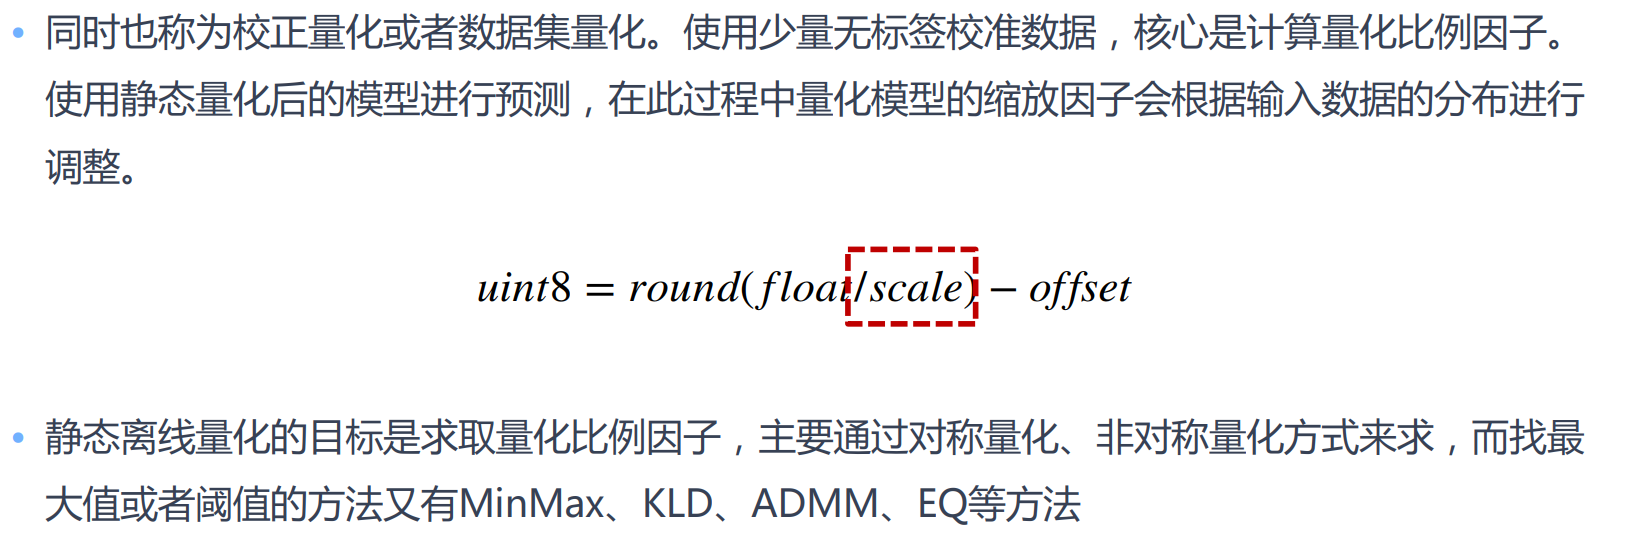 • 同时也称为校正量化或者数据集量化。使用少量无标签校准数据，核心是计算量化比例因子。
使用静态量化后的模型进行预测，在此过程中量化模型的缩放因子会根据输入数据的分布进行
调整。
uint8 = round(float/scale) − offset
• 静态离线量化的目标是求取量化比例因子，主要通过对称量化、非对称量化方式来求，而找最
大值或者阈值的方法又有MinMax、KLD、ADMM、EQ等方法